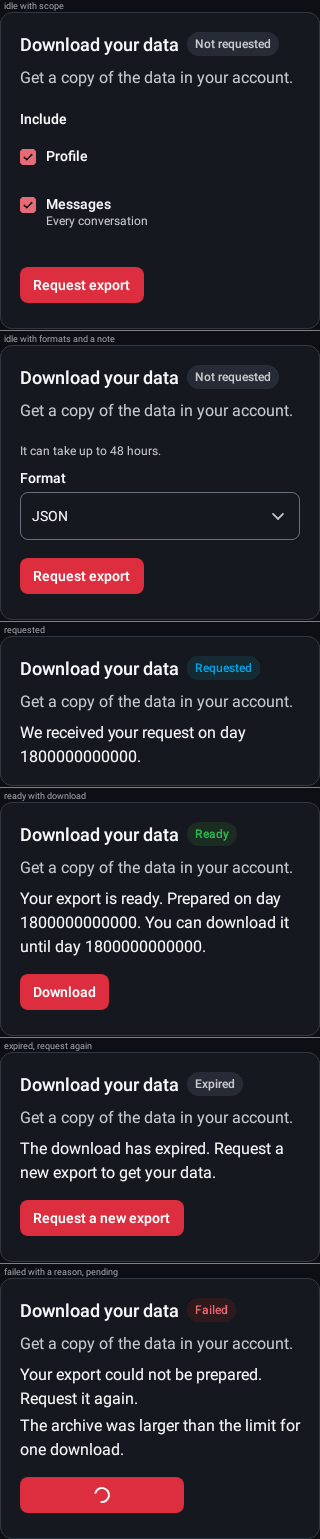 idle with scope
Download your data
Not requested
Get a copy of the data in your account.
Include
Profile
Messages
Every conversation
Request export
idle with formats and a note
Download your data
Not requested
Get a copy of the data in your account.
It can take up to 48 hours.
Format
JSON
Request export
requested
Download your data
Requested
Get a copy of the data in your account.
We received your request on day
1800000000000.
ready with download
Download your data
Ready
Get a copy of the data in your account.
Your export is ready. Prepared on day
1800000000000. You can download it
until day 1800000000000.
Download
expired, request again
Download your data
Expired
Get a copy of the data in your account.
The download has expired. Request a
new export to get your data.
Request a new export
failed with a reason, pending
Download your data
Failed
Get a copy of the data in your account.
Your export could not be prepared.
Request it again.
The archive was larger than the limit for
one download.